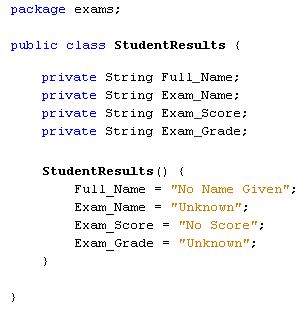 package exams;
public class StudentResults {
private String Full_Name;
private String Exam_Name;
private String Exam_Score;
private String Exam_Grade;
StudentResults() {
Full_Name = "No Name Given";
Exam_Name = "Unknown";
Exam_Score = "No Score";
Exam_Grade = "Unknown";
}
}